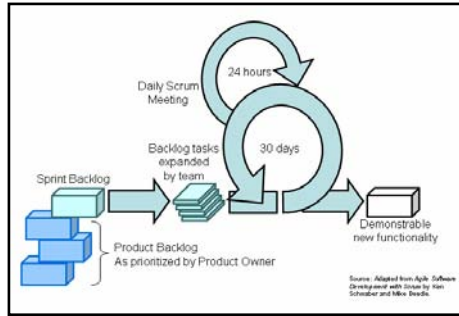 24 hours
Daily Scrum
Meeting
Backlog tasks
expanded
by team
30 days
Sprint Backlog
Demonstrable
new functionality
Product Backlog
As prioritized by Product Owner
Source: Adapted from Agile Software
Development with Scrum by Ken
Schwaber and Mike Beedle.